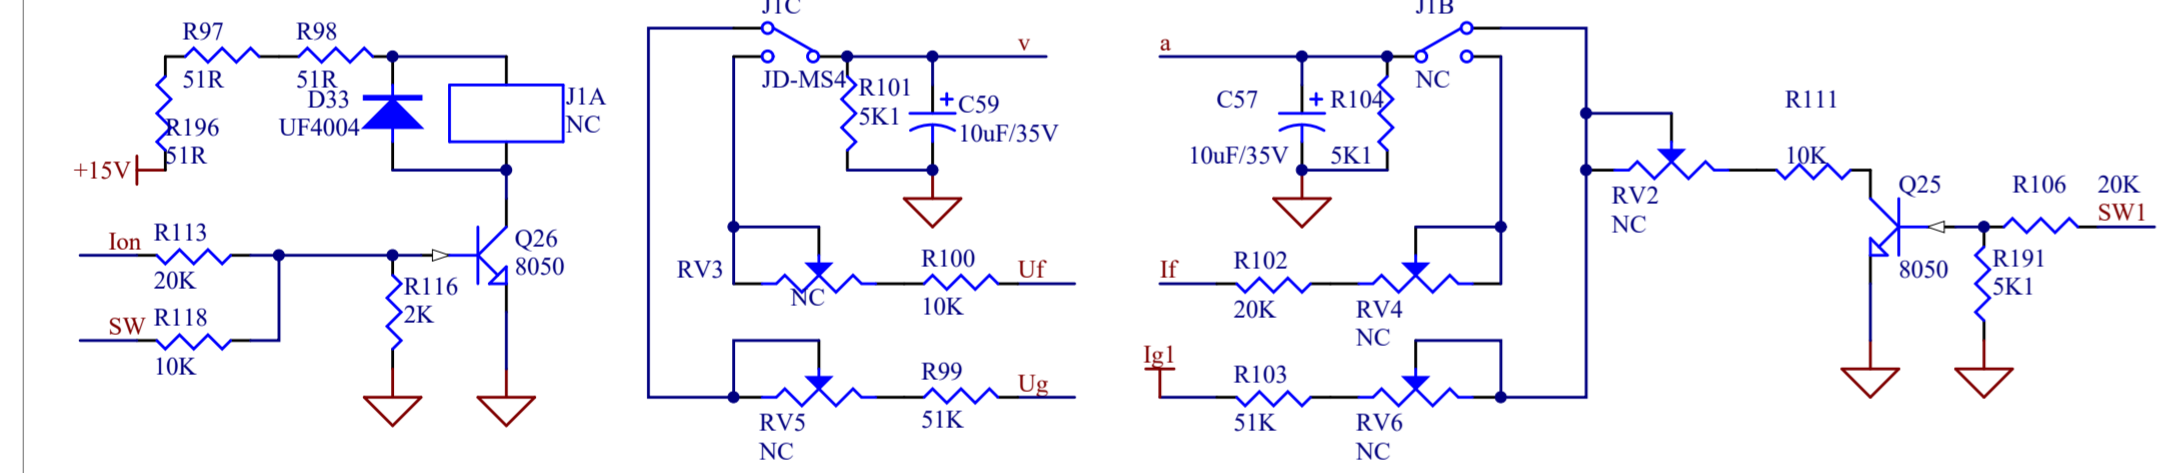 R97
51R
R98
51R
D33
UF4004
J1A
NC
R196
51R
+15V
Ion
R113
20K
SW
R118
10K
R116
2K
Q26
8050
J1C
JD-MS4
R101
5K1
C59
10uF/35V
v
RV3
NC
R100
10K
Uf
RV5
NC
R99
51K
Ug
a
J1B
NC
C57
10uF/35V
R104
5K1
If
R102
20K
RV4
NC
Ig1
R103
51K
RV6
NC
RV2
NC
R111
10K
Q25
8050
R106
20K
SW1
R191
5K1